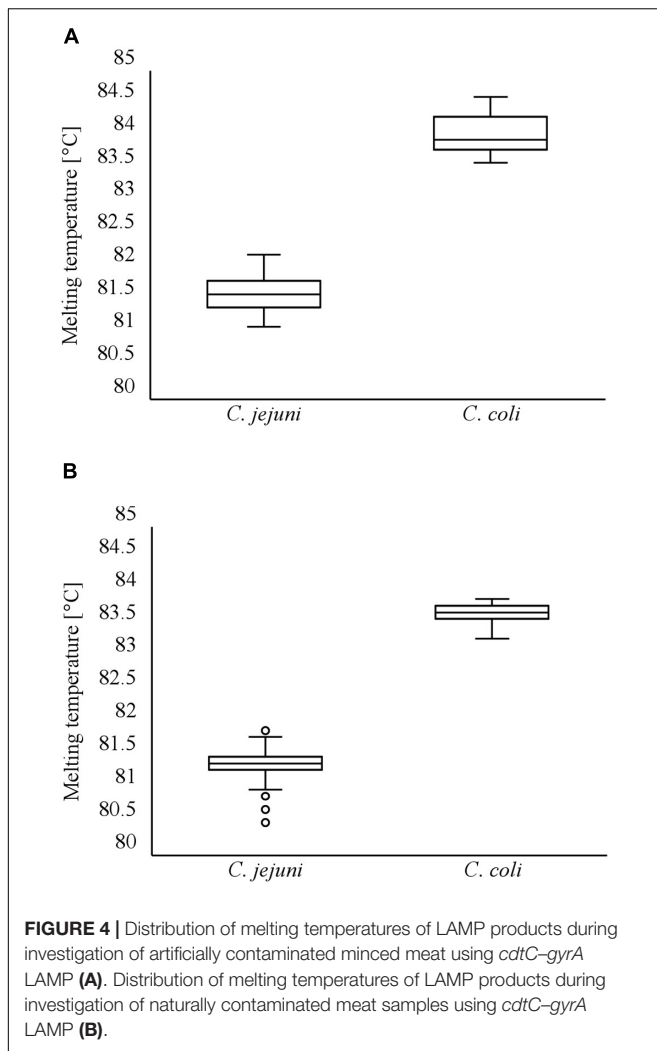 A
85
84.5
84
83.5
83
82.5
82
81.5
81
80.5
80
Melting temperature [°C]
C. jejuni
C. coli
B
85
84.5
84
83.5
83
82.5
82
81.5
81
80.5
80
Melting temperature [°C]
C. jejuni
C. coli
FIGURE 4 | Distribution of melting temperatures of LAMP products during
investigation of artificially contaminated minced meat using cdtC–gyrA
LAMP (A). Distribution of melting temperatures of LAMP products during
investigation of naturally contaminated meat samples using cdtC–gyrA
LAMP (B).